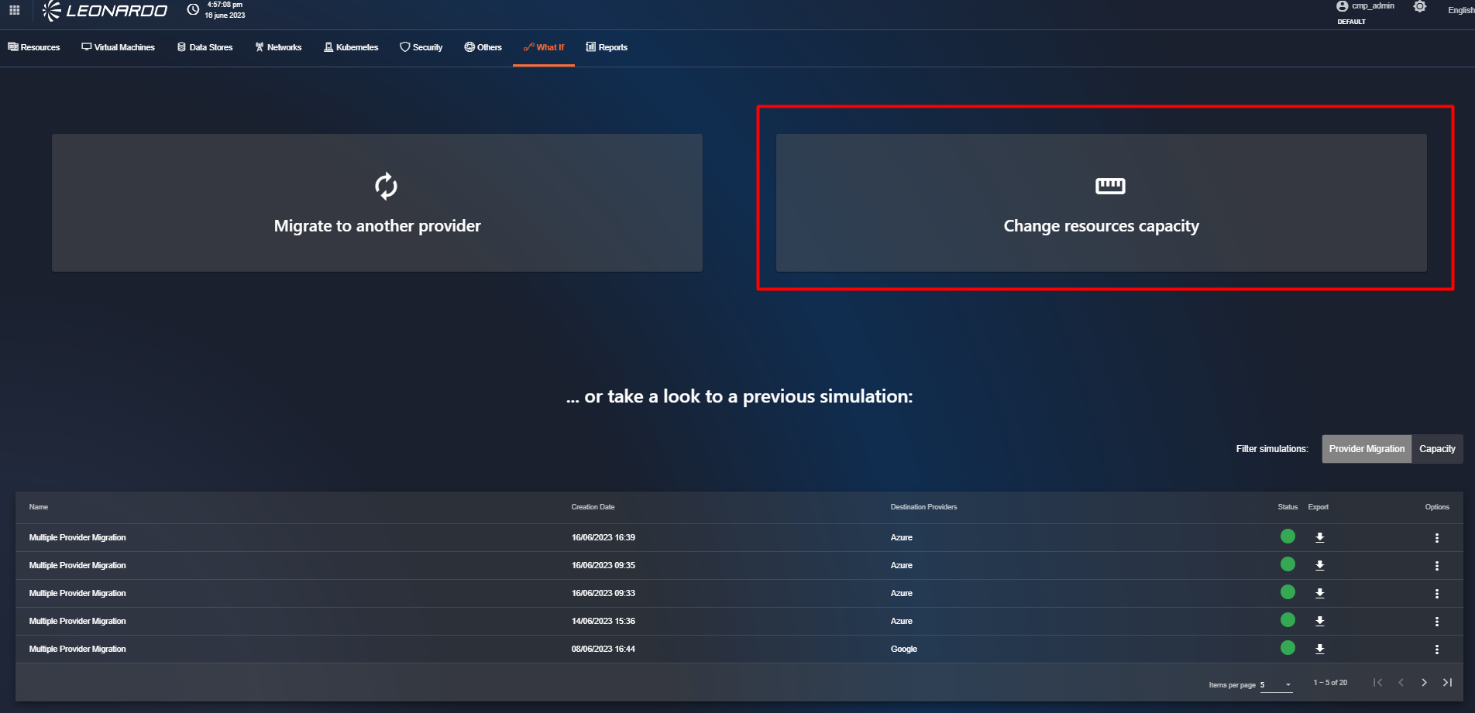 LEONARDO
4:57:08 pm
16 june 2023
cmp_admin
DEFAULT
English
Resources
Virtual Machines
Data Stores
Networks
Kubernetes
Security
Others
What If
Reports
Migrate to another provider
Change resources capacity
... or take a look to a previous simulation:
Filter simulations: Provider Migration Capacity
Name Creation Date Destination Providers Status Export Options
Multiple Provider Migration 16/06/2023 16:39 Azure
Multiple Provider Migration 16/06/2023 09:35 Azure
Multiple Provider Migration 16/06/2023 09:33 Azure
Multiple Provider Migration 14/06/2023 15:36 Azure
Multiple Provider Migration 08/06/2023 16:44 Google
Items per page 5 1 – 5 of 20